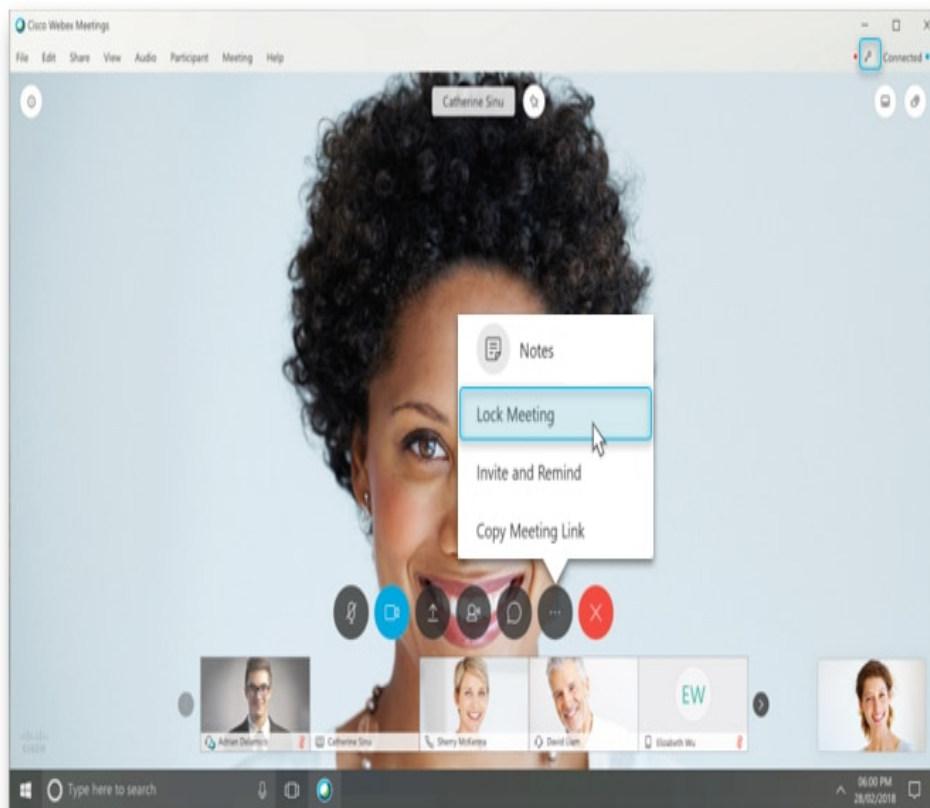 Cisco Webex Meetings
File Edit Share View Audio Participant Meeting Help
Connected
Catherine Sinu
Notes
Lock Meeting
Invite and Remind
Copy Meeting Link
EW
Adrian Delamico
Catherine Sinu
Sherry McKenna
David Liam
Elizabeth Wu
CISCO
Type here to search
06:00 PM
28/02/2018